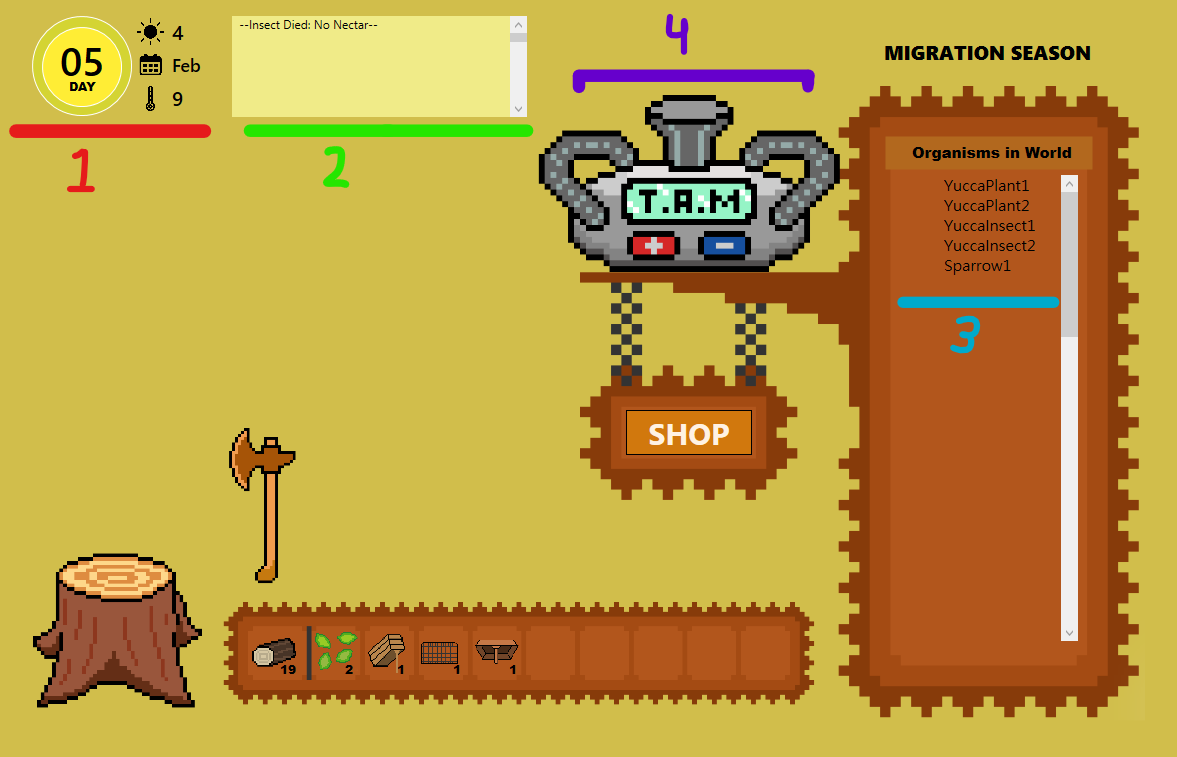 05
DAY
4
Feb
9
--Insect Died: No Nectar--
1
2
4
T.A.M
+ -
MIGRATION SEASON
Organisms in World
YuccaPlant1
YuccaPlant2
YuccaInsect1
YuccaInsect2
Sparrow1
3
SHOP
19 2 1 1 1